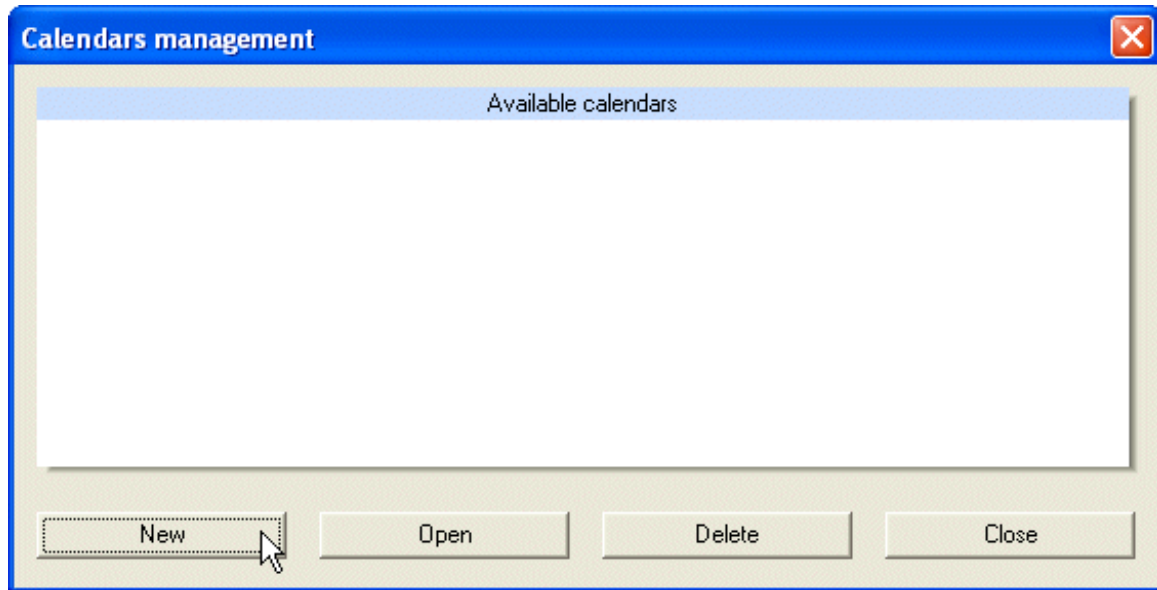 Calendars management
Available calendars
New
Open
Delete
Close